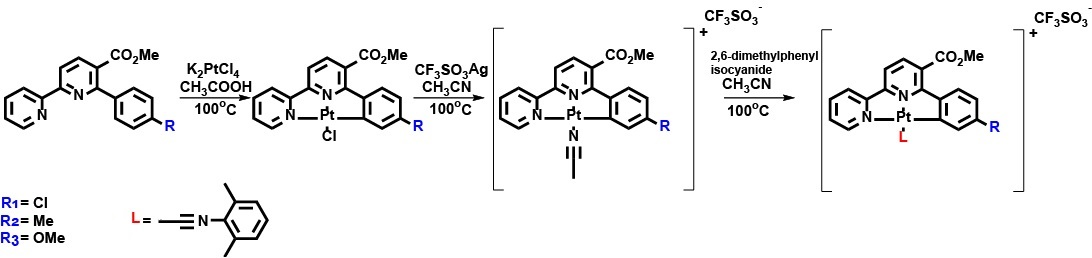 CO₂Me
N
N
R
K₂PtCl₄
CH₃COOH
100°C
CO₂Me
N
N
Pt
Cl
R
CF₃SO₃Ag
CH₃CN
100°C
CO₂Me
N
N
Pt
N
R
+
CF₃SO₃⁻
2,6-dimethylphenyl
isocyanide
CH₃CN
100°C
CO₂Me
N
N
Pt
L
R
+
CF₃SO₃⁻
R₁= Cl
R₂= Me
R₃= OMe
L= N